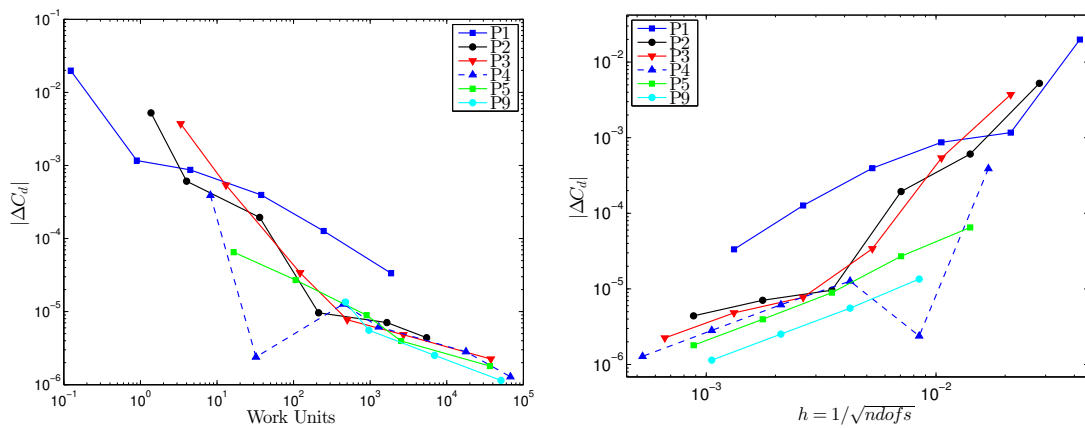 10^-1
10^-2
10^-3
10^-4
10^-5
10^-6
|ΔC_d|
P1
P2
P3
P4
P5
P9
10^-1 10^0 10^1 10^2 10^3 10^4 10^5
Work Units
10^-1
10^-2
10^-3
10^-4
10^-5
10^-6
|ΔC_d|
P1
P2
P3
P4
P5
P9
10^-3 10^-2
h = 1/√ndofs